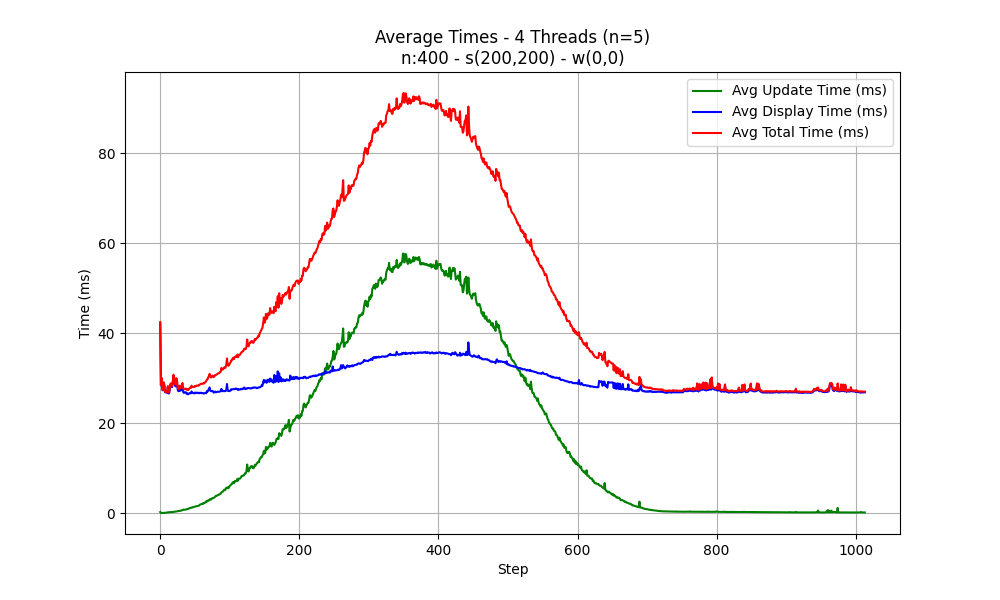 Average Times - 4 Threads (n=5)
n:400 - s(200,200) - w(0,0)
Avg Update Time (ms)
Avg Display Time (ms)
Avg Total Time (ms)
Time (ms)
80
60
40
20
0
0 200 400 600 800 1000
Step